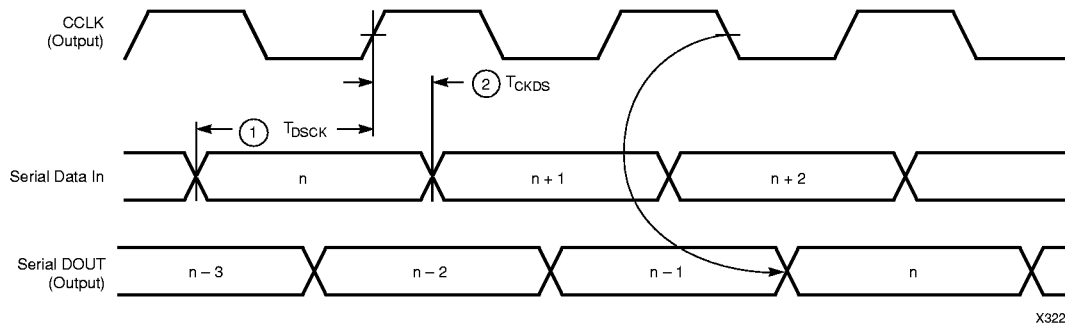 CCLK
(Output)
2 TCKDS
1 TDSCK
Serial Data In
n
n + 1
n + 2
Serial DOUT
(Output)
n – 3
n – 2
n – 1
n
X322